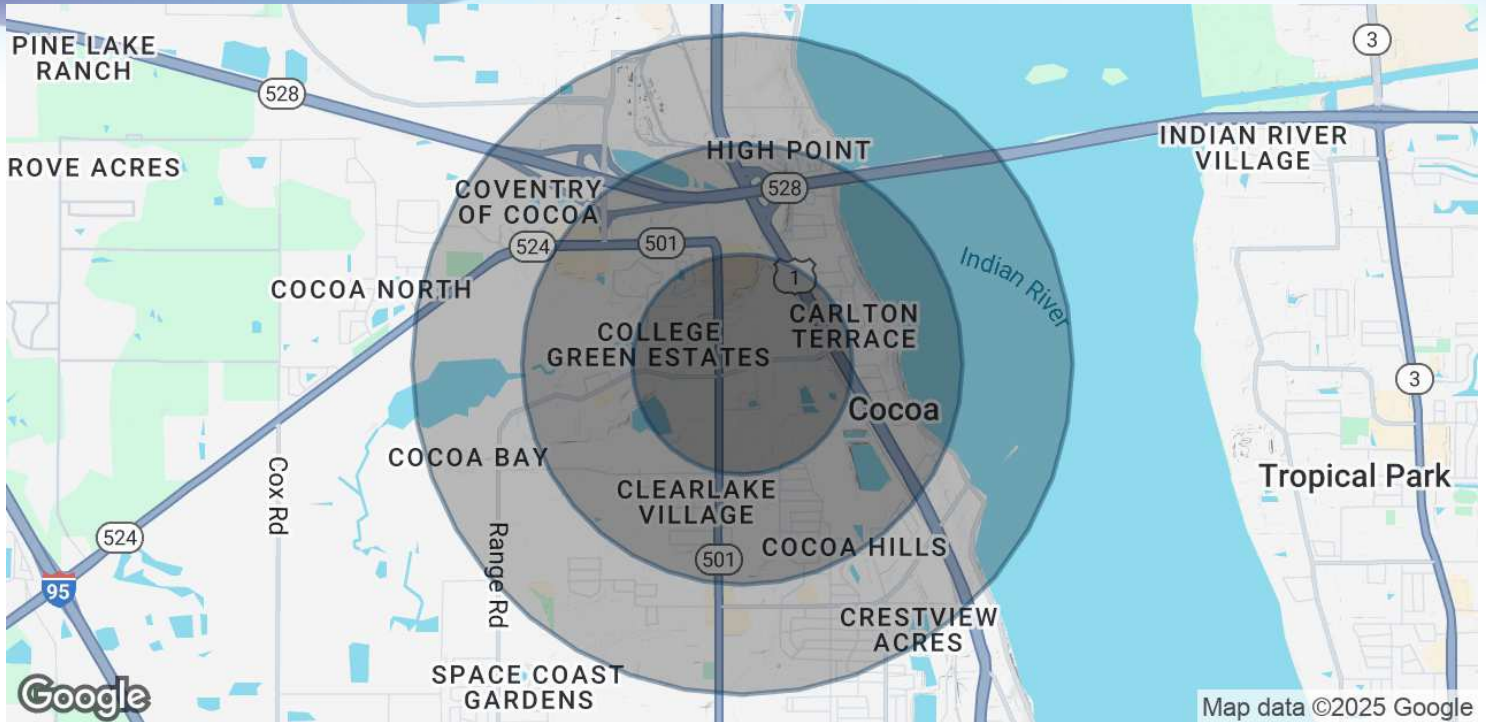 PINE LAKE
RANCH
3
528
HIGH POINT
INDIAN RIVER
VILLAGE
ROVE ACRES
COVENTRY
OF COCOA
528
524
501
Indian River
1
COCOA NORTH
CARLTON
TERRACE
COLLEGE
GREEN ESTATES
3
Cocoa
COCOA BAY
Cox Rd
Tropical Park
CLEARLAKE
VILLAGE
524
Range Rd
COCOA HILLS
501
95
CRESTVIEW
ACRES
SPACE COAST
GARDENS
Google
Map data ©2025 Google